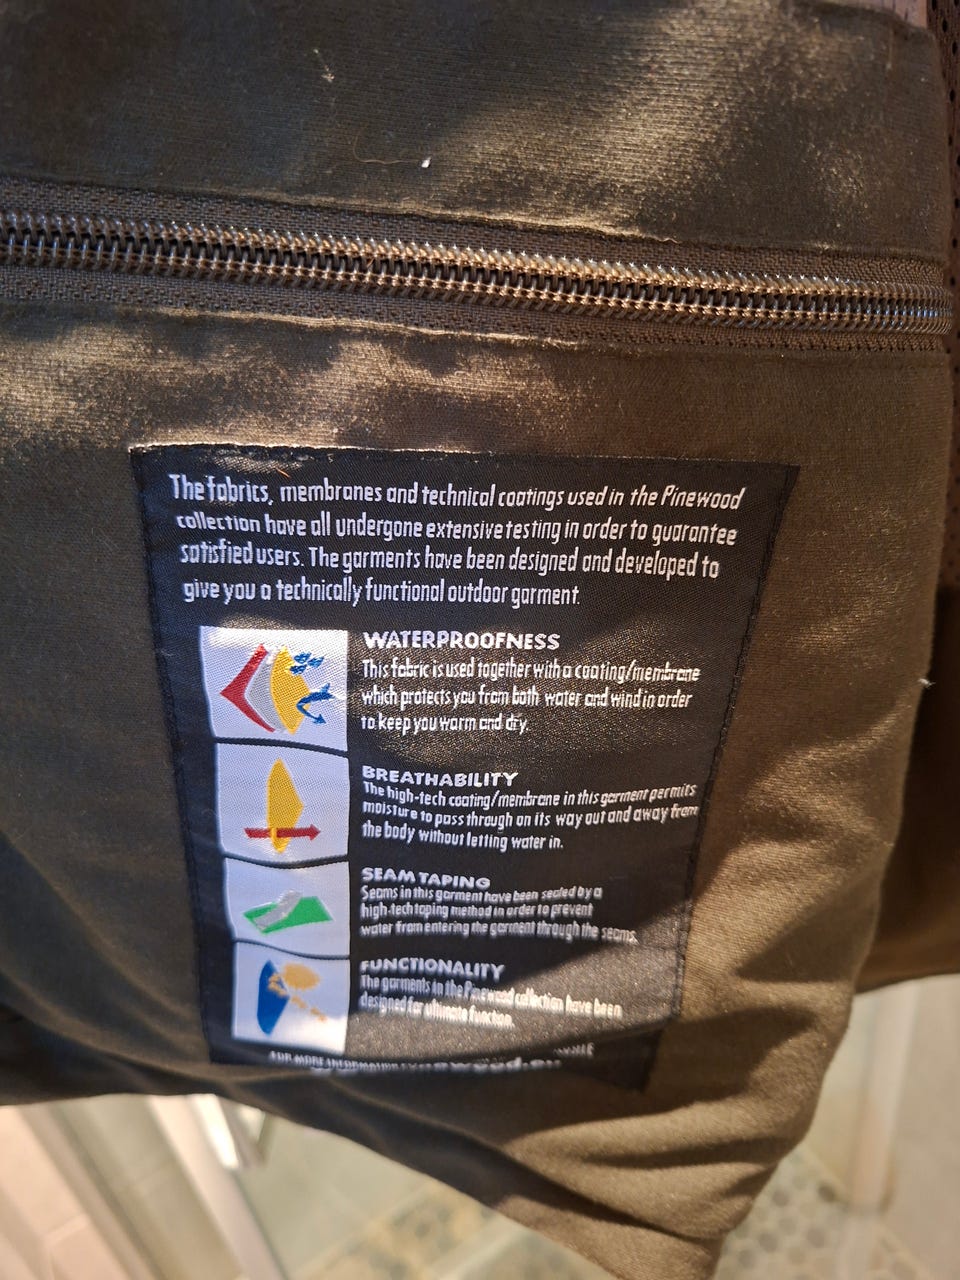 The fabrics, membranes and technical coatings used in the Pinewood
collection have all undergone extensive testing in order to guarantee
satisfied users. The garments have been designed and developed to
give you a technically functional outdoor garment.
WATERPROOFNESS
This fabric is used together with a coating/membrane
which protects you from both water and wind in order
to keep you warm and dry.
BREATHABILITY
The high-tech coating/membrane in this garment permits
moisture to pass through on its way out and away from
the body without letting water in.
SEAM TAPING
Seams in this garment have been sealed by a
high-tech taping method in order to prevent
water from entering the garment through the seams.
FUNCTIONALITY
The garments in the Pinewood collection have been
designed for ultimate function.
FOR MORE INFORMATION